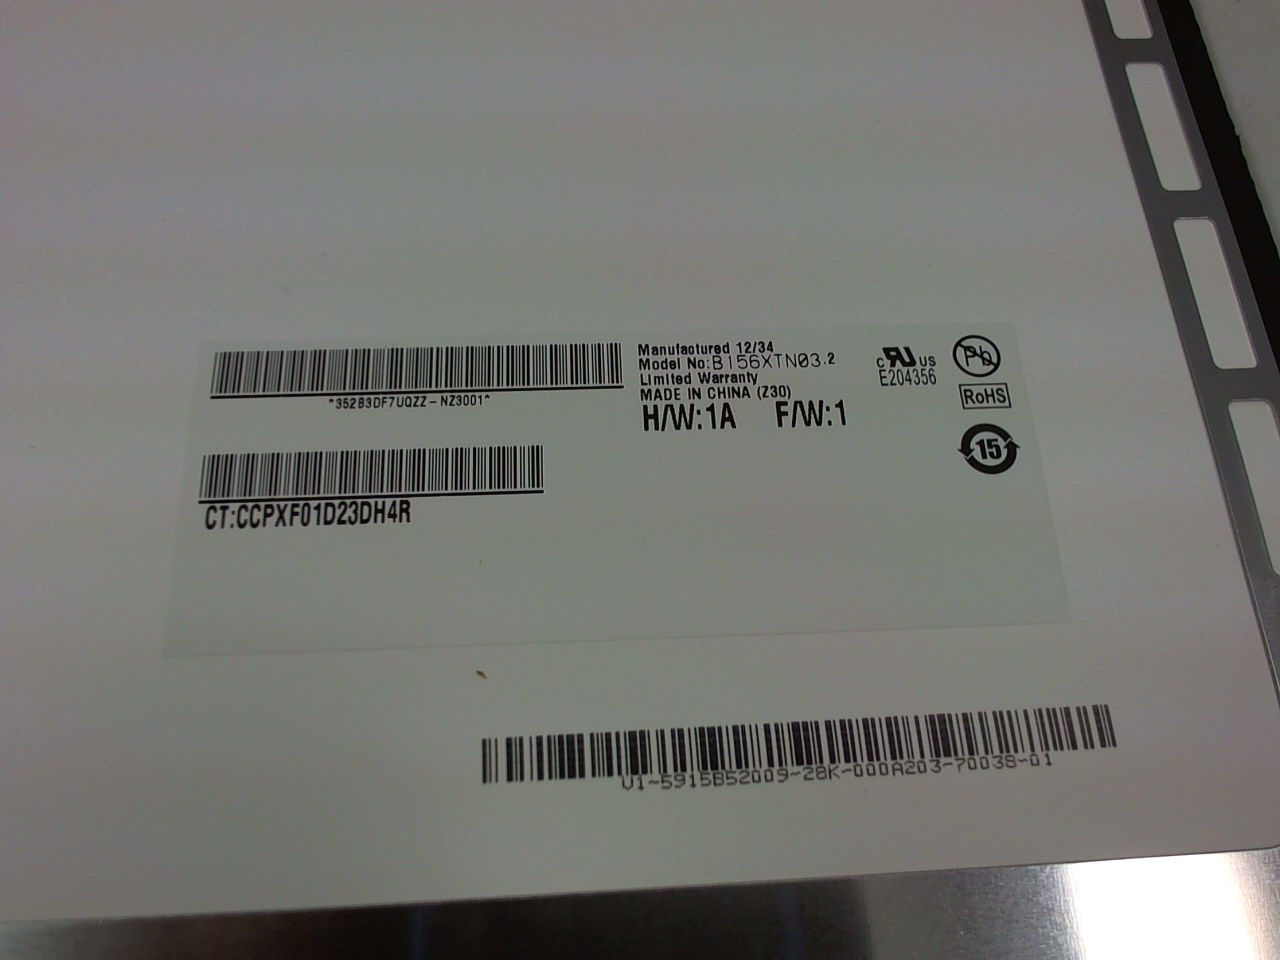 *352B3DF7UQZZ-NZ3001*
CT:CCPXF01D23DH4R
Manufactured 12/34
Model No:B156XTN03.2
Limited Warranty
MADE IN CHINA (Z30)
H/W:1A F/W:1
c RU US
E204356
Pb
RoHS
15
V1-5915B52009-28K-000A203-70038-01